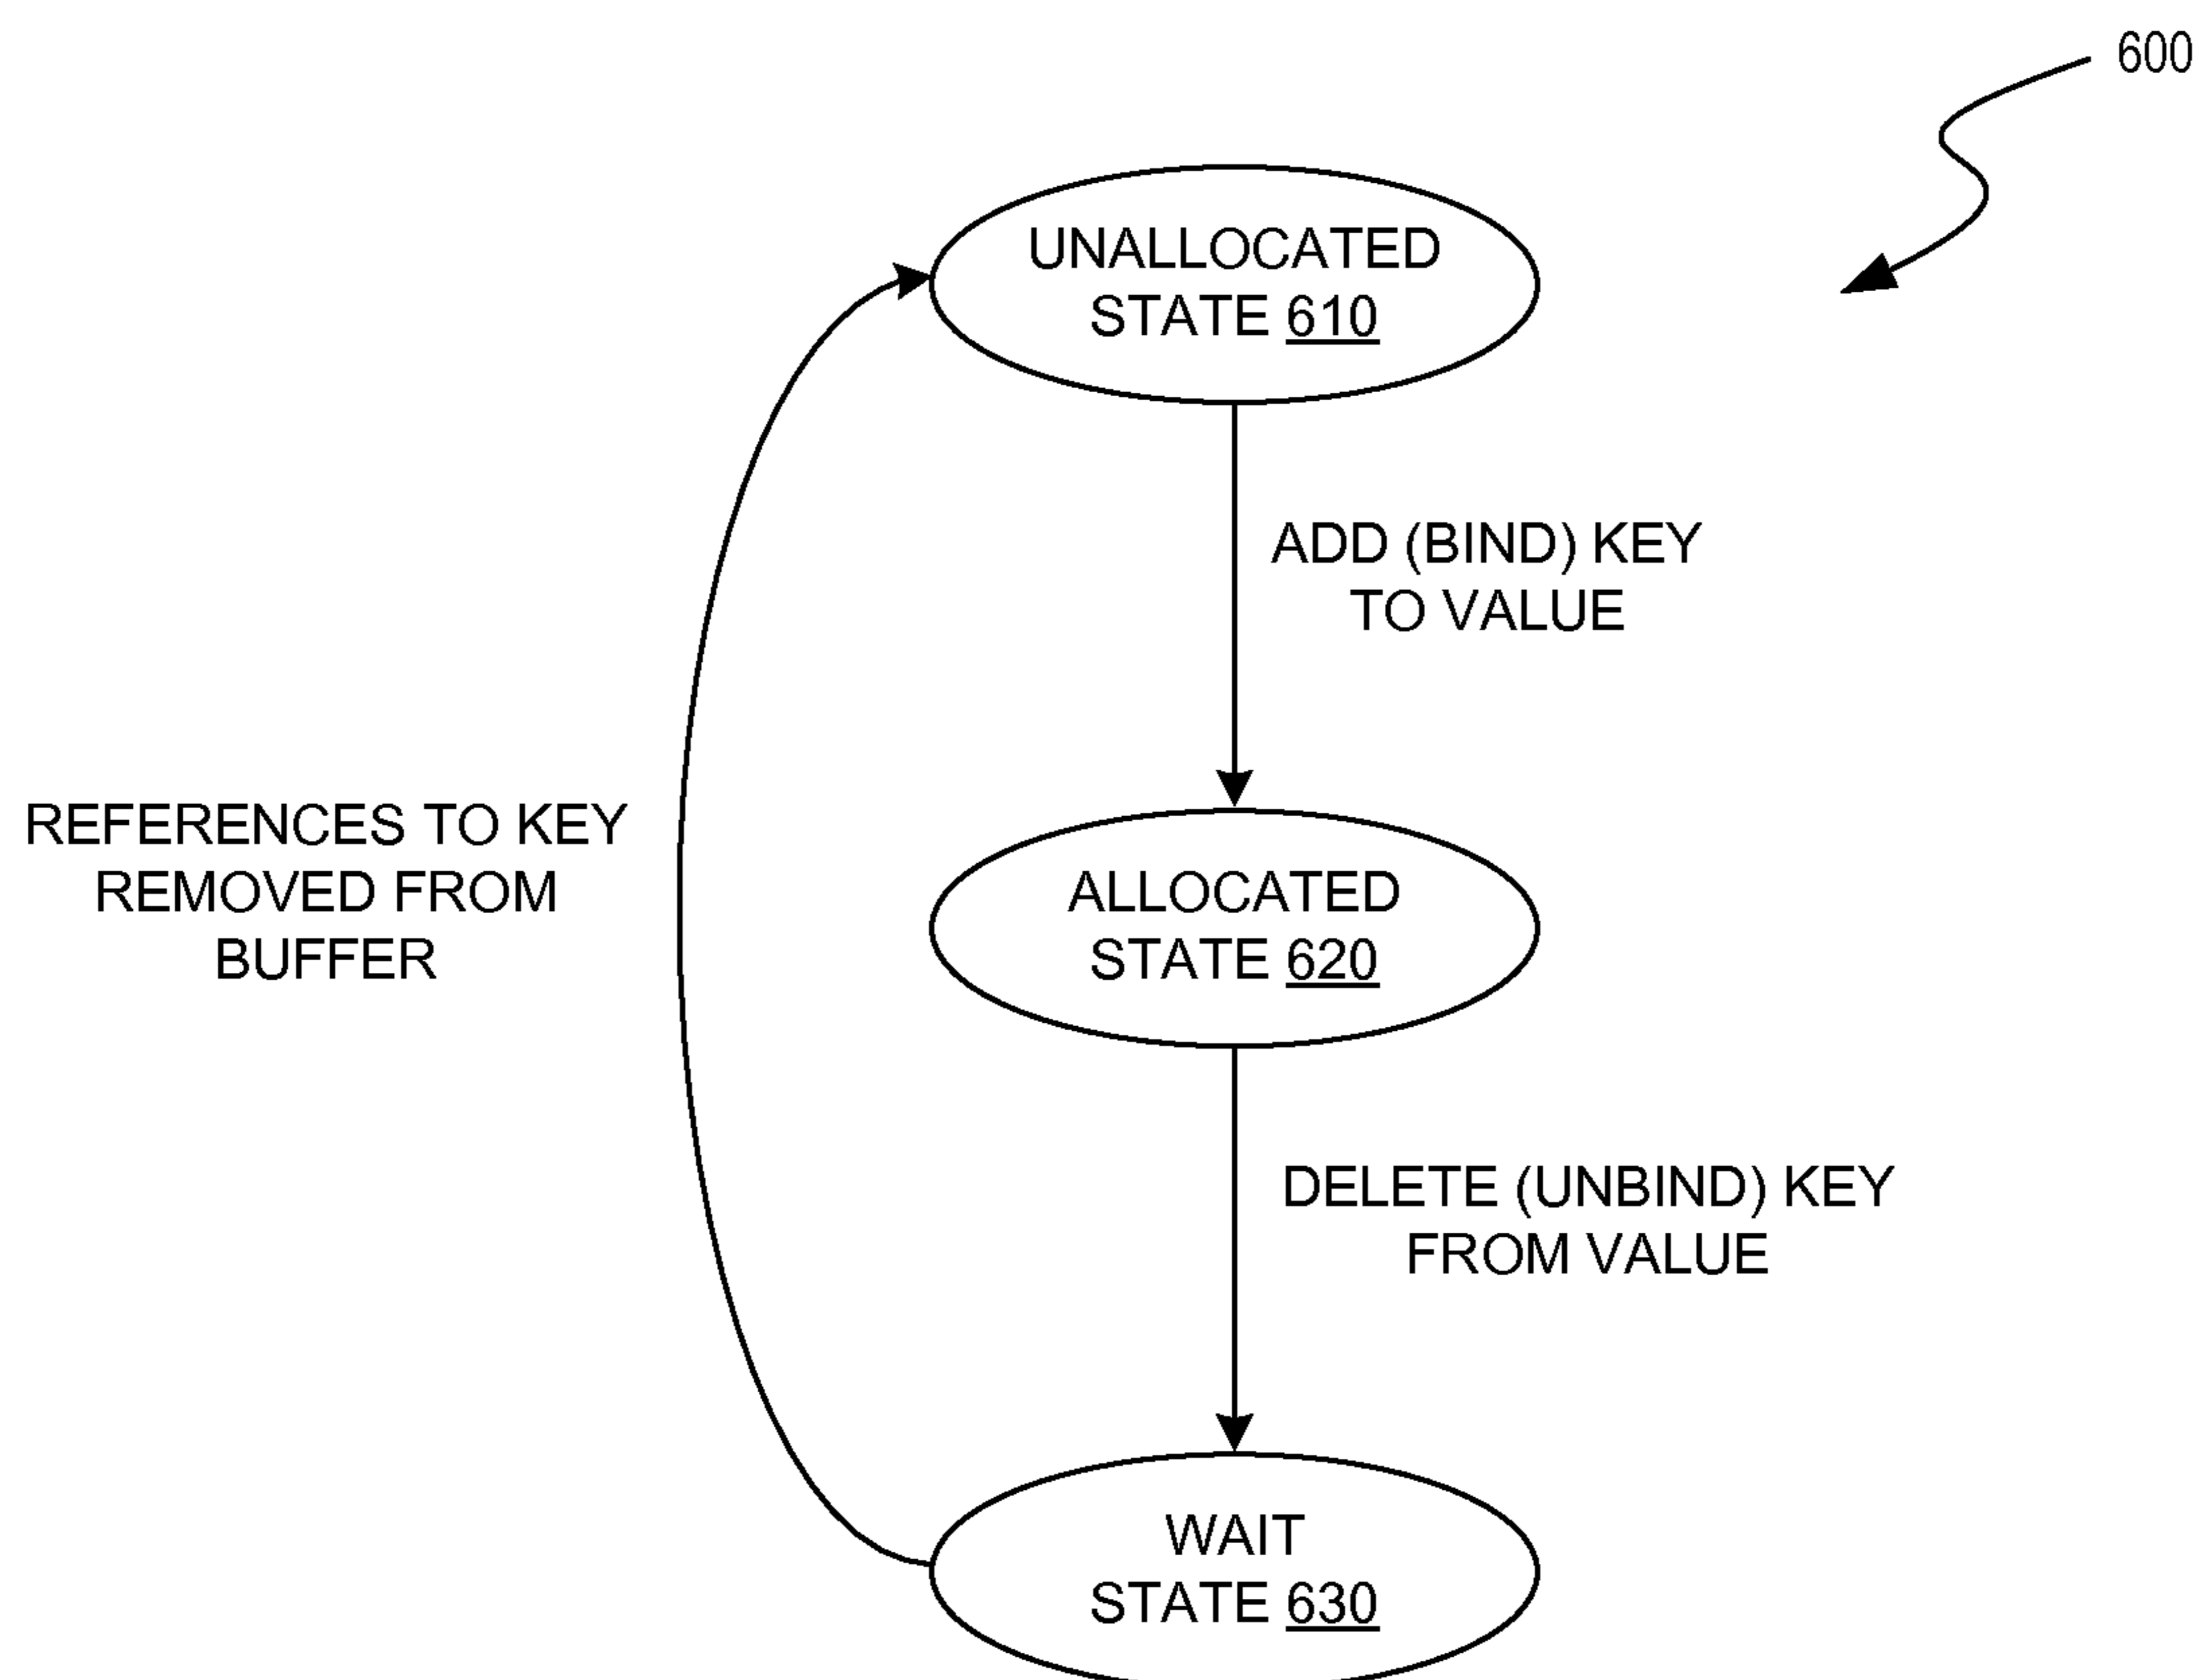 600
UNALLOCATED
STATE 610
ADD (BIND) KEY
TO VALUE
REFERENCES TO KEY
REMOVED FROM
BUFFER
ALLOCATED
STATE 620
DELETE (UNBIND) KEY
FROM VALUE
WAIT
STATE 630